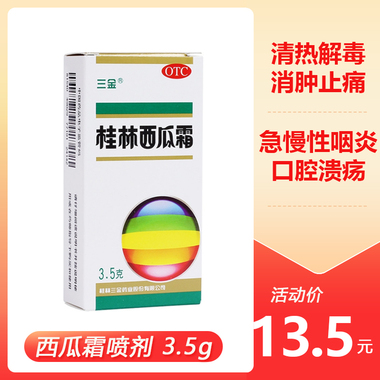 三金®
OTC
桂林西瓜霜
3.5克
桂林三金药业股份有限公司
清热解毒
消肿止痛
急慢性咽炎
口腔溃疡
西瓜霜喷剂 3.5g
活动价
13.5元